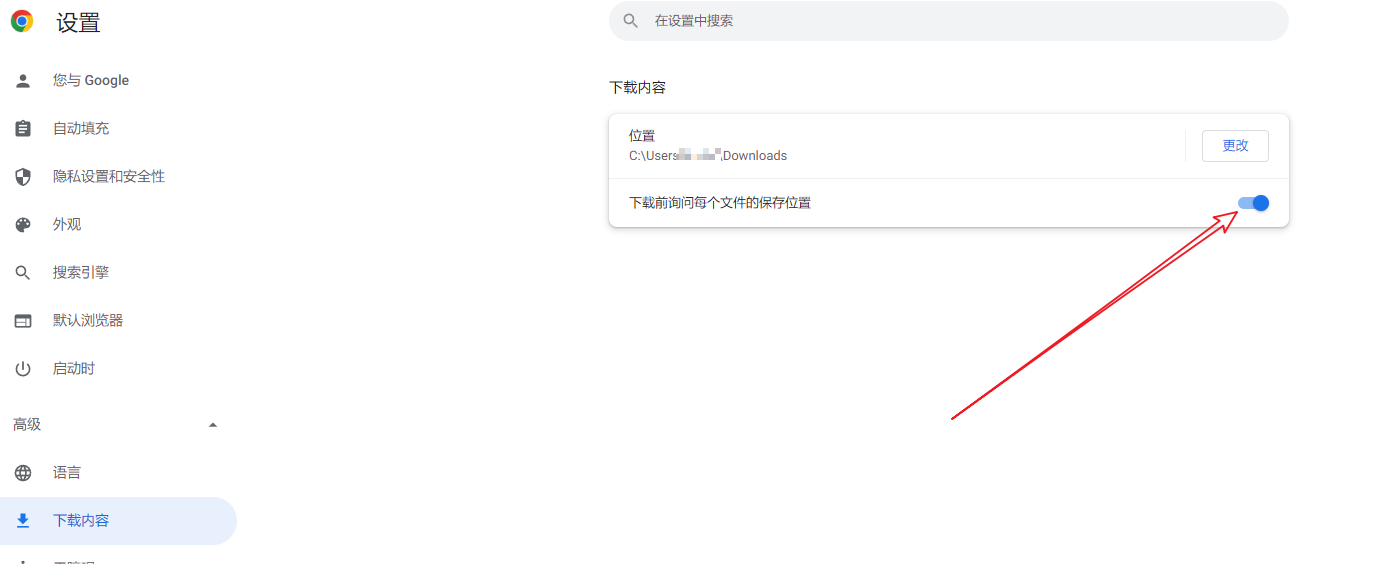 设置
在设置中搜索
您与 Google
自动填充
隐私设置和安全性
外观
搜索引擎
默认浏览器
启动时
高级
语言
下载内容
下载内容
位置
C:\Users \Downloads
更改
下载前询问每个文件的保存位置